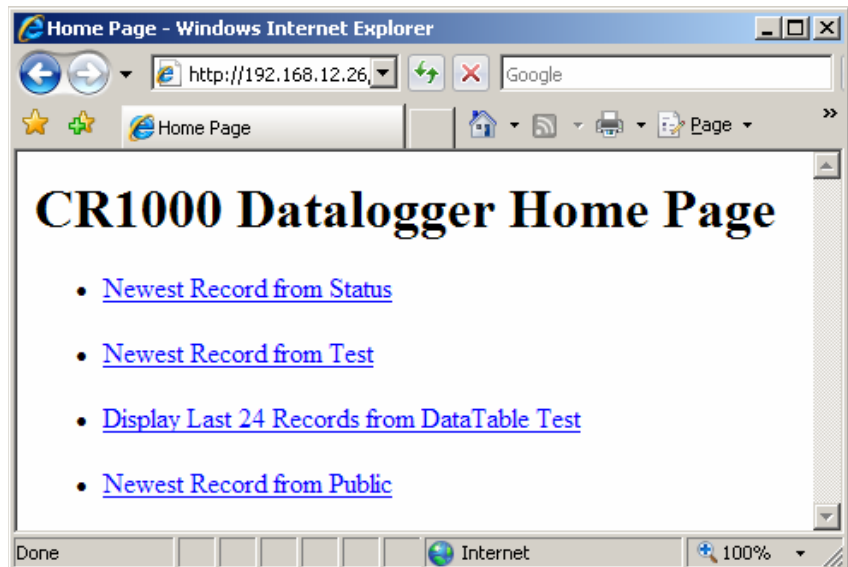 Home Page - Windows Internet Explorer
http://192.168.12.26
Google
Home Page
Page
CR1000 Datalogger Home Page
• Newest Record from Status
• Newest Record from Test
• Display Last 24 Records from DataTable Test
• Newest Record from Public
Done
Internet
100%